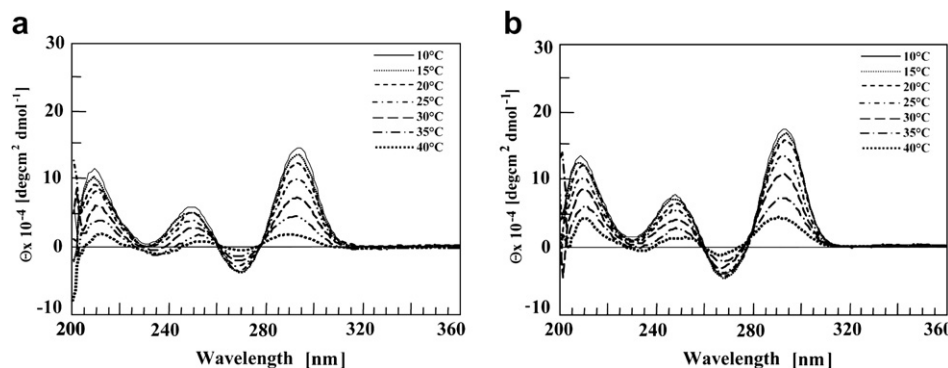 a
30
20
10
0
-10
Θx 10⁻⁴ [degcm² dmol⁻¹]
10°C
15°C
20°C
25°C
30°C
35°C
40°C
200 240 280 320 360
Wavelength [nm]
b
30
20
10
0
-10
Θx 10⁻⁴ [degcm² dmol⁻¹]
10°C
15°C
20°C
25°C
30°C
35°C
40°C
200 240 280 320 360
Wavelength [nm]